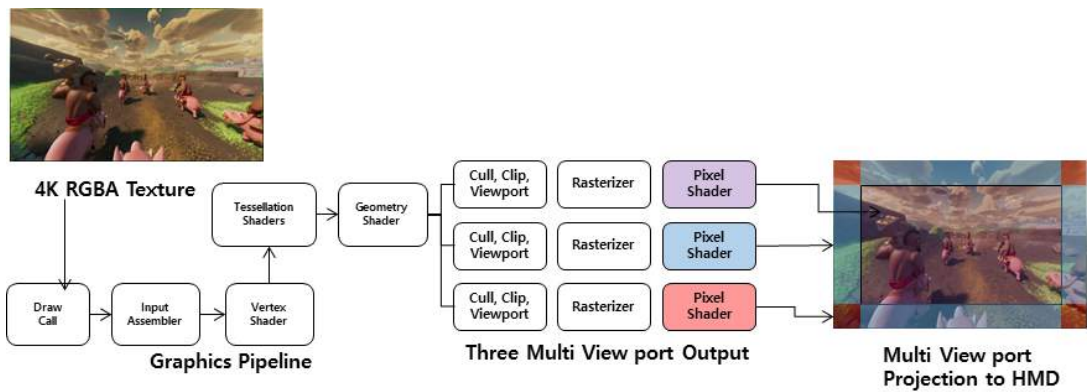 4K RGBA Texture
Draw
Call
Input
Assembler
Vertex
Shader
Tessellation
Shaders
Geometry
Shader
Cull, Clip,
Viewport
Rasterizer
Pixel
Shader
Cull, Clip,
Viewport
Rasterizer
Pixel
Shader
Cull, Clip,
Viewport
Rasterizer
Pixel
Shader
Graphics Pipeline
Three Multi View port Output
Multi View port
Projection to HMD